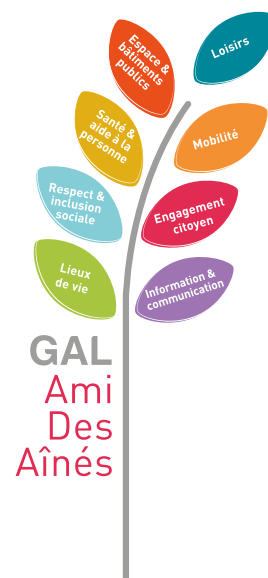 Espace &
bâtiments
publics
Loisirs
Santé &
aide à la
personne
Mobilité
Respect &
inclusion
sociale
Engagement
citoyen
Lieux
de vie
Information &
communication
GAL
Ami
Des
Aînés